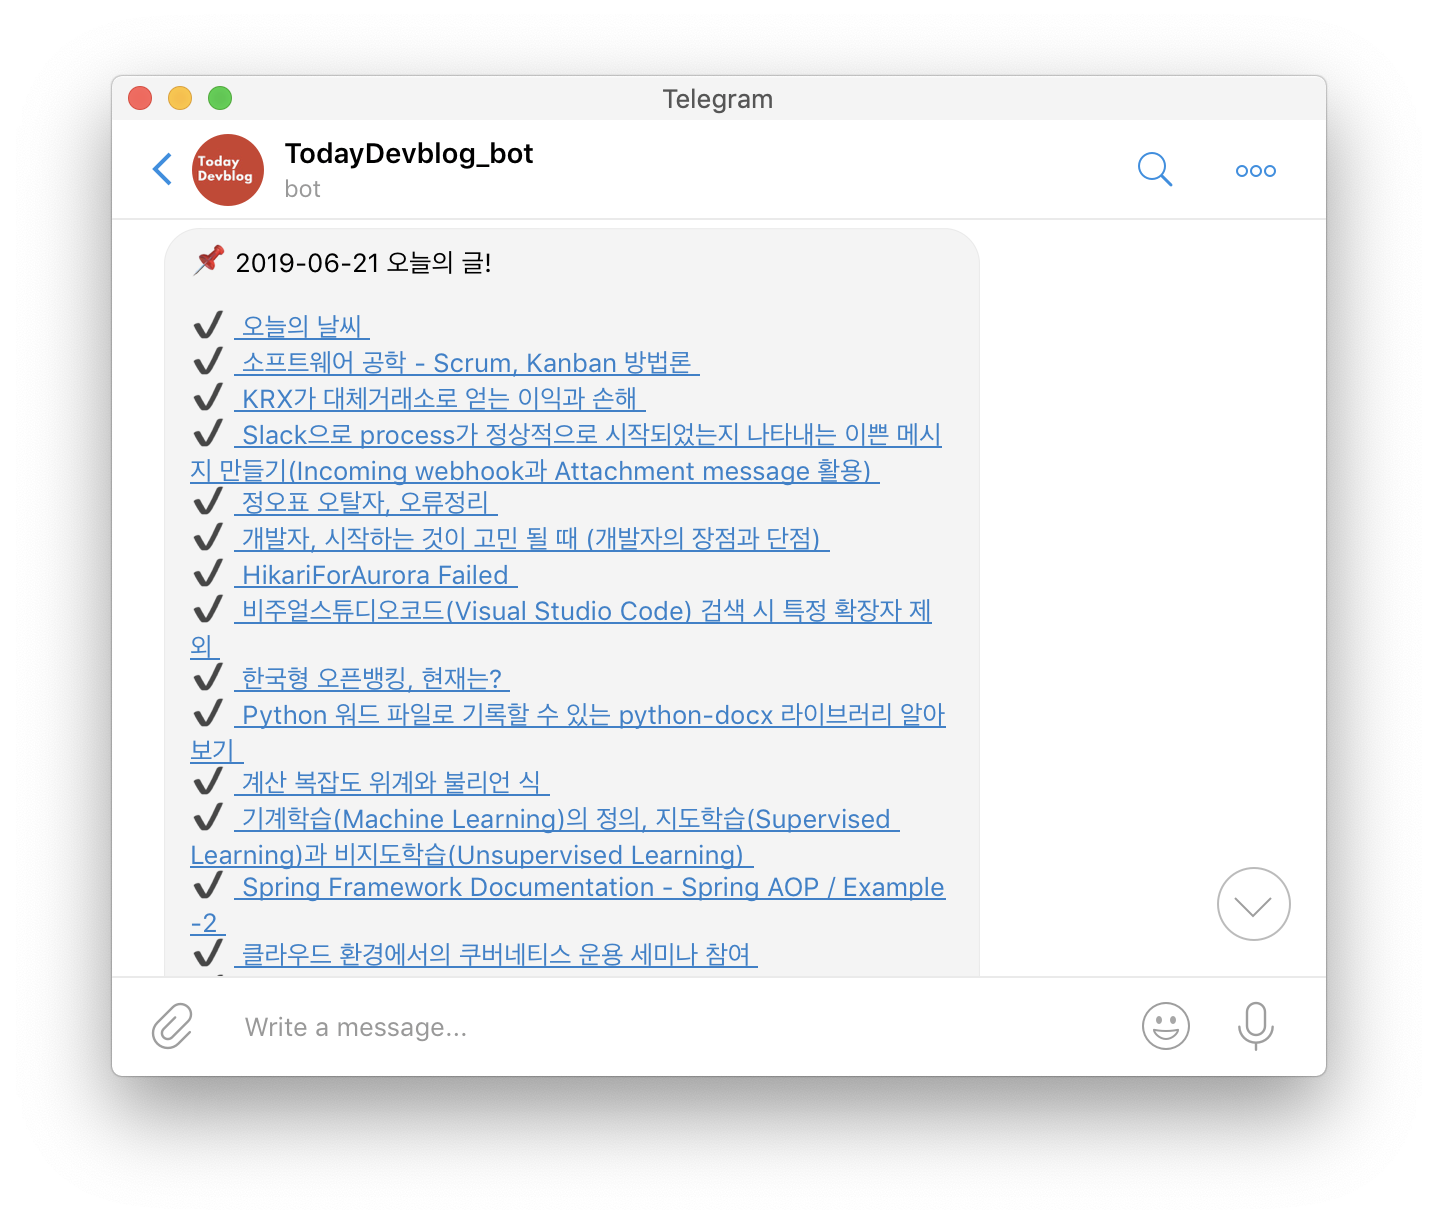 Telegram
Today
Devblog
TodayDevblog_bot
bot
📌 2019-06-21 오늘의 글!
✔ 오늘의 날씨
✔ 소프트웨어 공학 - Scrum, Kanban 방법론
✔ KRX가 대체거래소로 얻는 이익과 손해
✔ Slack으로 process가 정상적으로 시작되었는지 나타내는 이쁜 메시
지 만들기(Incoming webhook과 Attachment message 활용)
✔ 정오표 오탈자, 오류정리
✔ 개발자, 시작하는 것이 고민 될 때 (개발자의 장점과 단점)
✔ HikariForAurora Failed
✔ 비주얼스튜디오코드(Visual Studio Code) 검색 시 특정 확장자 제
외
✔ 한국형 오픈뱅킹, 현재는?
✔ Python 워드 파일로 기록할 수 있는 python-docx 라이브러리 알아
보기
✔ 계산 복잡도 위계와 불리언 식
✔ 기계학습(Machine Learning)의 정의, 지도학습(Supervised
Learning)과 비지도학습(Unsupervised Learning)
✔ Spring Framework Documentation - Spring AOP / Example
-2
✔ 클라우드 환경에서의 쿠버네티스 운용 세미나 참여
Write a message...